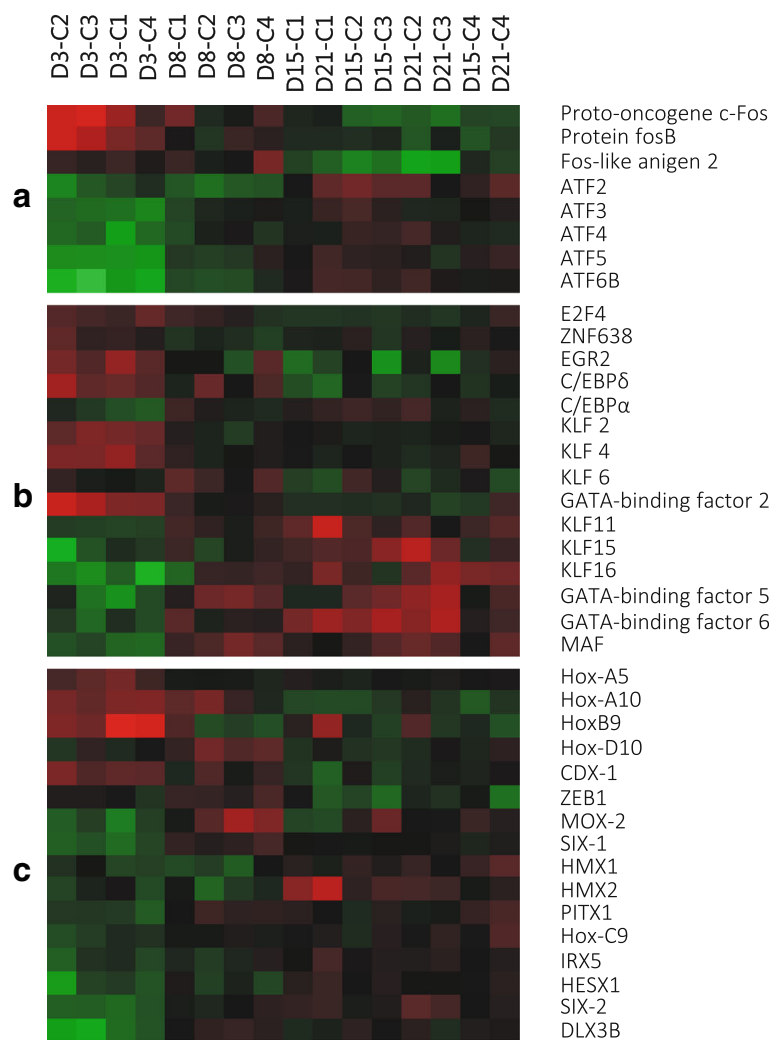 D3-C2
D3-C3
D3-C1
D3-C4
D8-C1
D8-C2
D8-C3
D8-C4
D15-C1
D21-C1
D15-C2
D15-C3
D21-C2
D21-C3
D15-C4
D21-C4
a
Proto-oncogene c-Fos
Protein fosB
Fos-like anigen 2
ATF2
ATF3
ATF4
ATF5
ATF6B
b
E2F4
ZNF638
EGR2
C/EBPδ
C/EBPα
KLF 2
KLF 4
KLF 6
GATA-binding factor 2
KLF11
KLF15
KLF16
GATA-binding factor 5
GATA-binding factor 6
MAF
c
Hox-A5
Hox-A10
HoxB9
Hox-D10
CDX-1
ZEB1
MOX-2
SIX-1
HMX1
HMX2
PITX1
Hox-C9
IRX5
HESX1
SIX-2
DLX3B